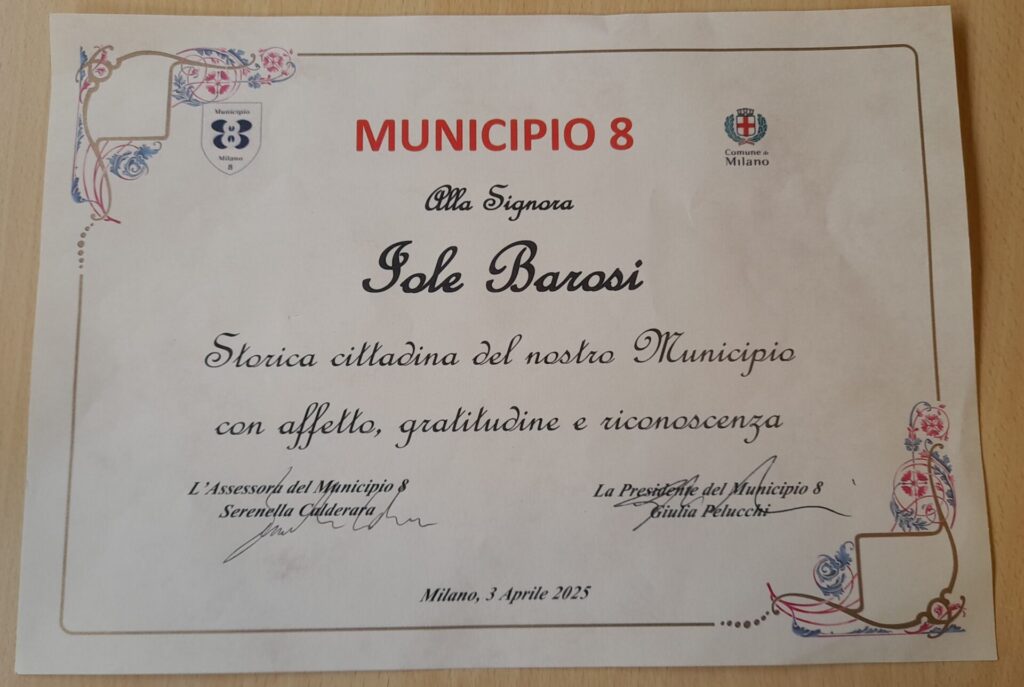 Municipio
8
Milano
8
MUNICIPIO 8
Comune di
Milano
Alla Signora
Iole Barosi
Storica cittadina del nostro Municipio
con affetto, gratitudine e riconoscenza
L'Assessora del Municipio 8
Serenella Calderara
La Presidente del Municipio 8
Giulia Pelucchi
Milano, 3 Aprile 2025